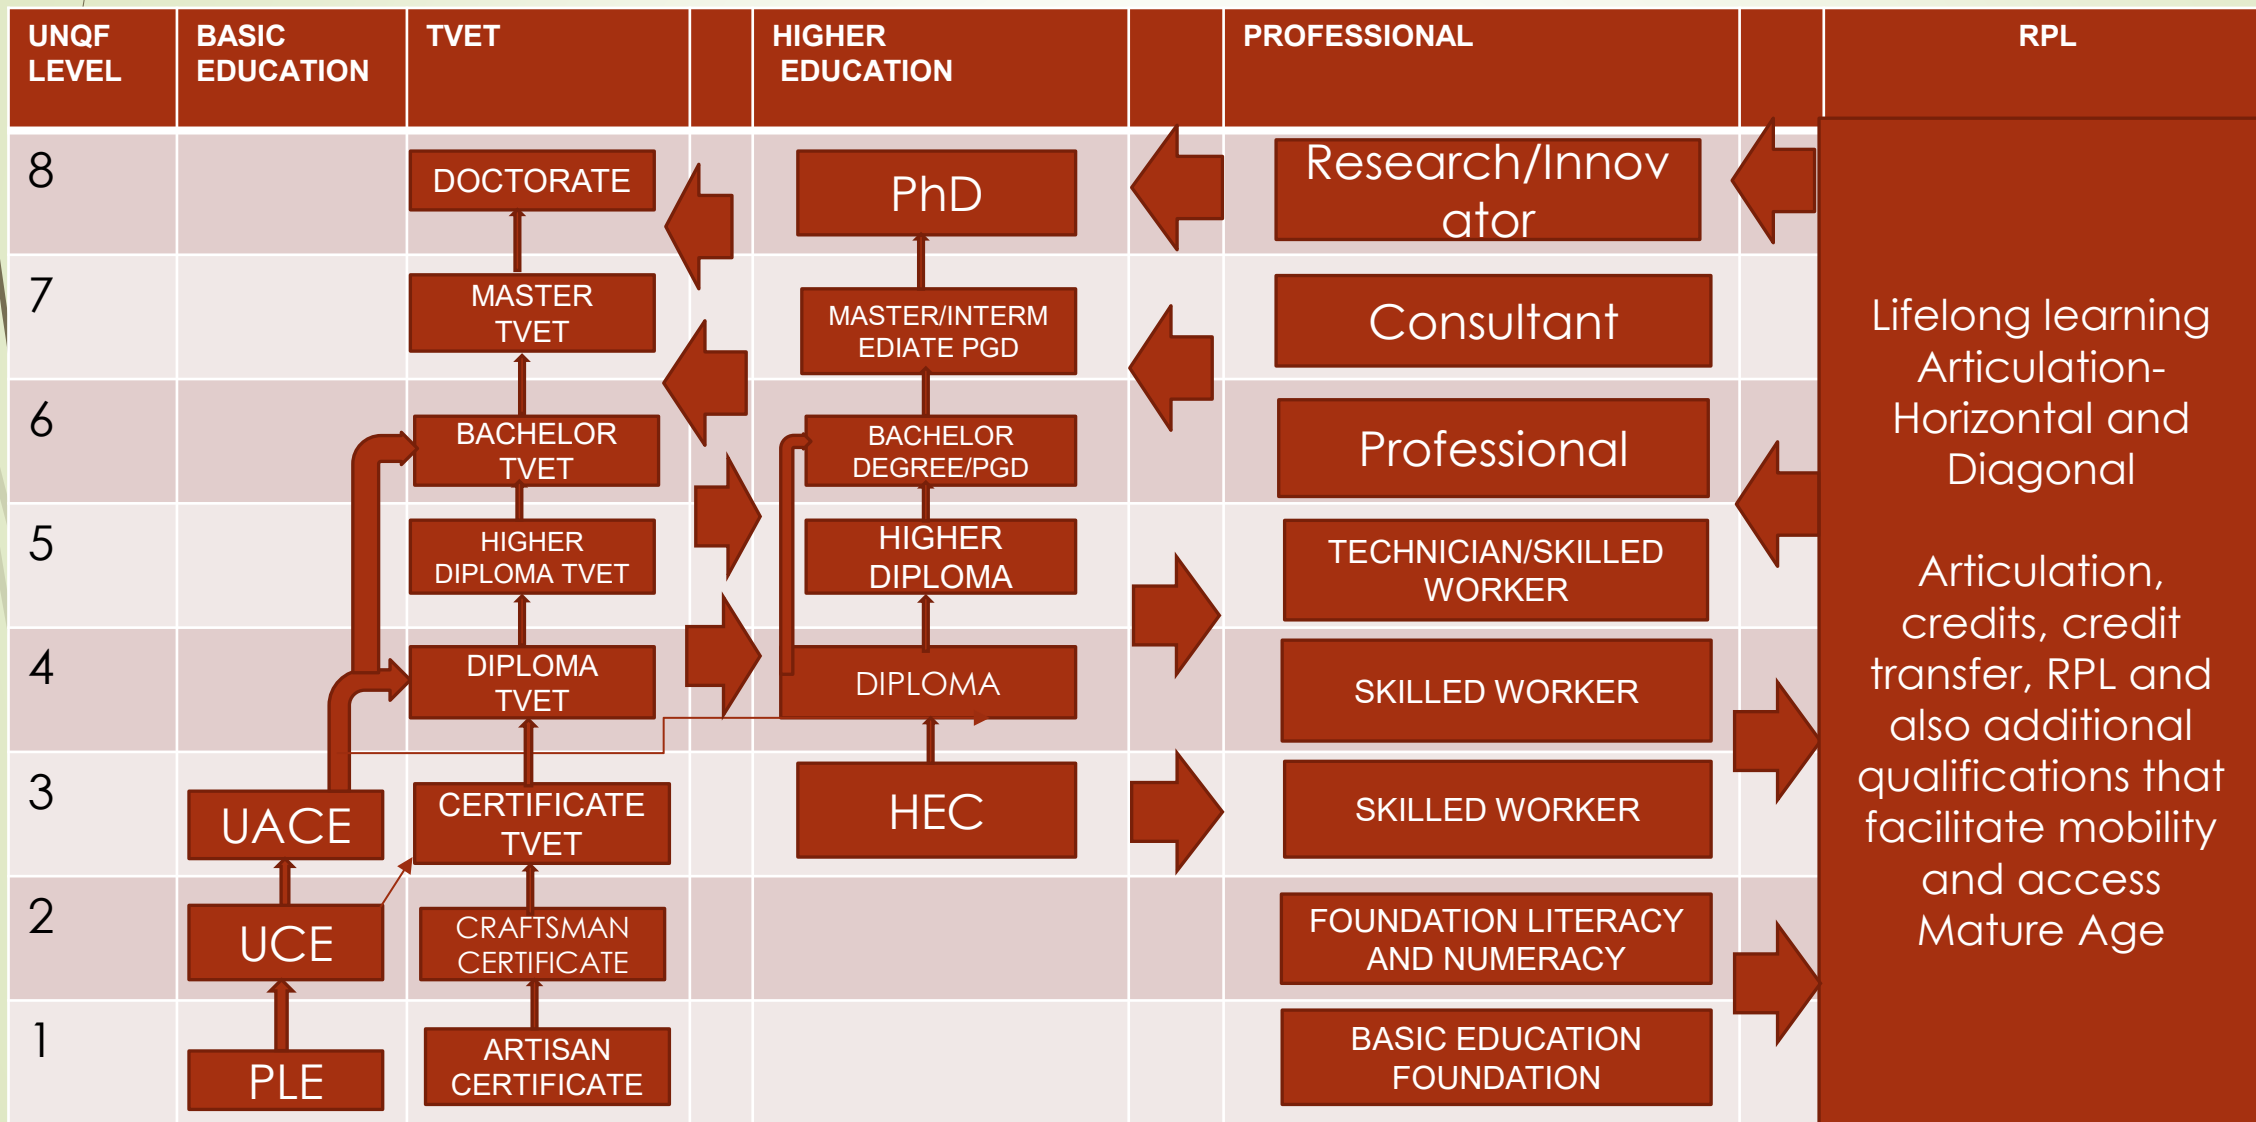 UNQF
LEVEL
BASIC
EDUCATION
TVET
HIGHER
EDUCATION
PROFESSIONAL
RPL
8
DOCTORATE
PhD
Research/Innov
ator
7
MASTER
TVET
MASTER/INTERM
EDIATE PGD
Consultant
6
BACHELOR
TVET
BACHELOR
DEGREE/PGD
Professional
5
HIGHER
DIPLOMA TVET
HIGHER
DIPLOMA
TECHNICIAN/SKILLED
WORKER
4
DIPLOMA
TVET
DIPLOMA
SKILLED WORKER
3
UACE
CERTIFICATE
TVET
HEC
SKILLED WORKER
2
UCE
CRAFTSMAN
CERTIFICATE
FOUNDATION LITERACY
AND NUMERACY
1
PLE
ARTISAN
CERTIFICATE
BASIC EDUCATION
FOUNDATION
Lifelong learning
Articulation-
Horizontal and
Diagonal
Articulation,
credits, credit
transfer, RPL and
also additional
qualifications that
facilitate mobility
and access
Mature Age